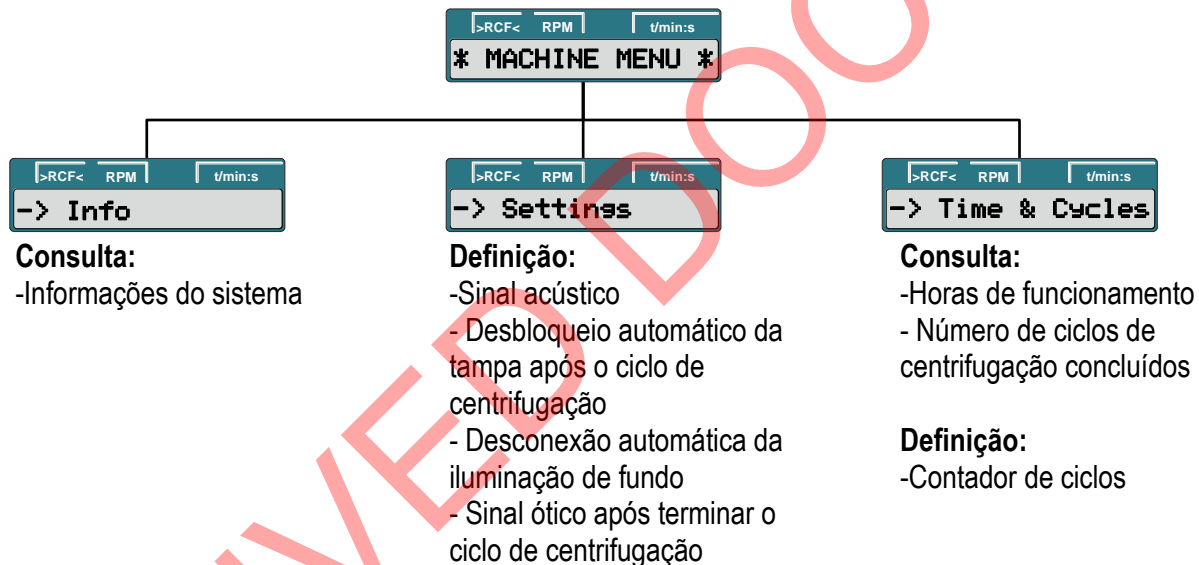 >RCF< RPM t/min:s
* MACHINE MENU *
>RCF< RPM t/min:s
-> Info
Consulta:
-Informações do sistema
>RCF< RPM t/min:s
-> Settings
Definição:
-Sinal acústico
- Desbloqueio automático da
tampa após o ciclo de
centrifugação
- Desconexão automática da
iluminação de fundo
- Sinal ótico após terminar o
ciclo de centrifugação
>RCF< RPM t/min:s
-> Time & Cycles
Consulta:
-Horas de funcionamento
- Número de ciclos de
centrifugação concluídos
Definição:
-Contador de ciclos